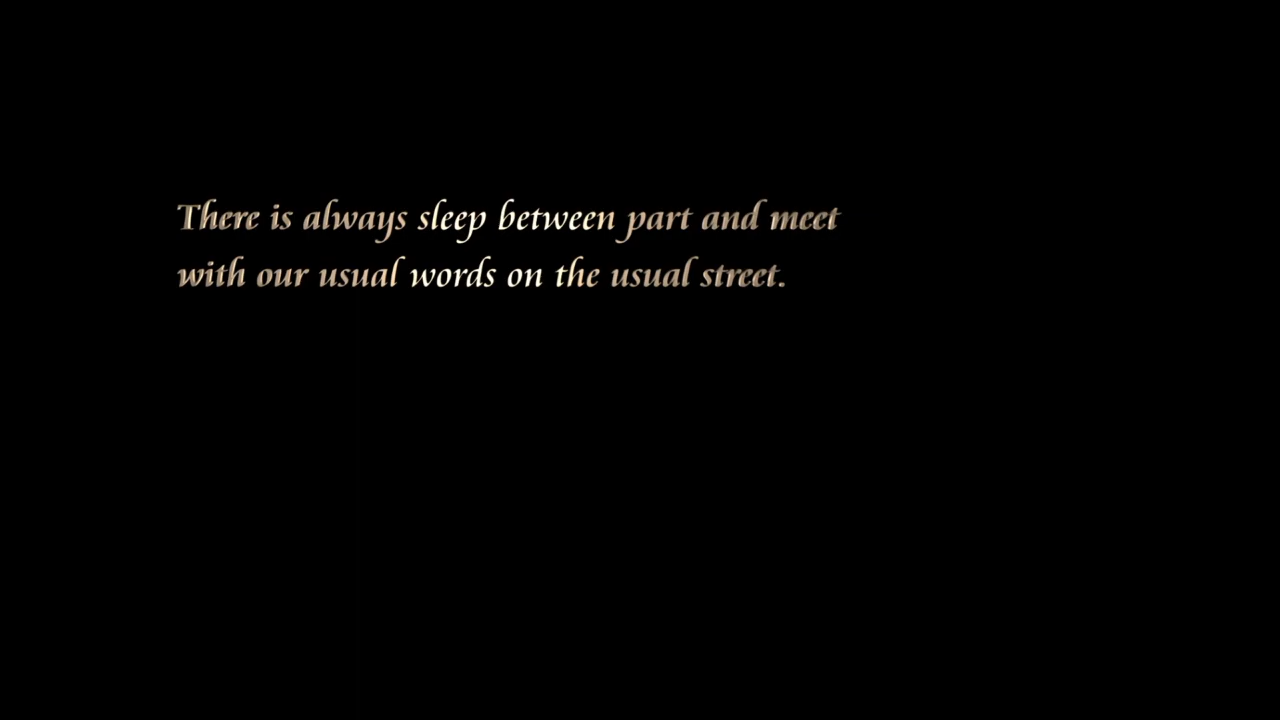 There is always sleep between part and meet
with our usual words on the usual street.